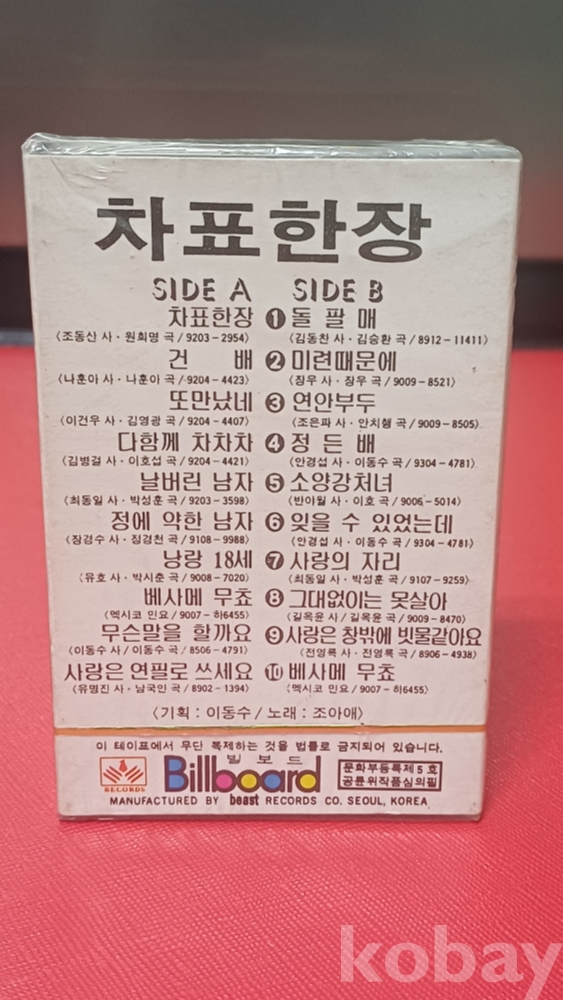 차표한장
SIDE A SIDE B
차표한장 ❶ 돌 팔 매
〈조동산 사·원희명 곡/9203-2954〉 〈김동찬 사·김승환 곡/8912-11411〉
건 배 ❷ 미련때문에
〈나훈아 사·나훈아 곡/9204-4423〉 〈장우 사·장우 곡/9009-8521〉
또만났네 ❸ 연안부두
〈이건우 사·김영광 곡/9204-4407〉 〈조은파 사·안치행 곡/9009-8505〉
다함께 차차차 ❹ 정 든 배
〈김병걸 사·이호섭 곡/9204-4421〉 〈안경섭 사·이동수 곡/9304-4781〉
날버린 남자 ❺ 소양강처녀
〈최동일 사·박성훈 곡/9203-3598〉 〈반야월 사·이호 곡/9006-5014〉
정에 약한 남자 ❻ 잊을 수 있었는데
〈장경수 사·정경천 곡/9108-9988〉 〈안경섭 사·이동수 곡/9304-4781〉
낭랑 18세 ❼ 사랑의 자리
〈유호 사·박시춘 곡/9008-7020〉 〈최동일 사·박성훈 곡/9107-9259〉
베사메 무쵸 ❽ 그대없이는 못살아
〈멕시코 민요/9007-하6455〉 〈길옥윤 사/길옥윤 곡/9009-8470〉
무슨말을 할까요 ❾ 사랑은 창밖에 빗물같아요
〈이동수 사/이동수 곡/8506-4791〉 〈전영록 사·전영록 곡/8906-4938〉
사랑은 연필로 쓰세요 ❿ 베사메 무쵸
〈유명진 사·남국인 곡/8902-1394〉 〈멕시코 민요/9007-하6455〉
〈기획:이동수/노래:조아애〉
이 테이프에서 무단 복제하는 것을 법률로 금지되어 있습니다.
빌보드
RECORDS Billboard 문화부등록제5호
공륜위작품심의필
MANUFACTURED BY beast RECORDS CO. SEOUL, KOREA
kobay